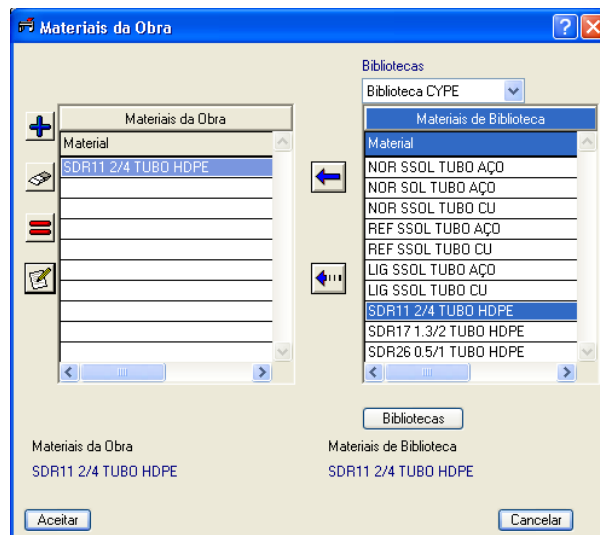 Materiais da Obra
Bibliotecas
Biblioteca CYPE
Materiais da Obra
Material
SDR11 2/4 TUBO HDPE
Materiais de Biblioteca
Material
NOR SSOL TUBO AÇO
NOR SOL TUBO AÇO
NOR SSOL TUBO CU
REF SSOL TUBO AÇO
REF SSOL TUBO CU
LIG SSOL TUBO AÇO
LIG SSOL TUBO CU
SDR11 2/4 TUBO HDPE
SDR17 1.3/2 TUBO HDPE
SDR26 0.5/1 TUBO HDPE
Bibliotecas
Materiais da Obra
SDR11 2/4 TUBO HDPE
Materiais de Biblioteca
SDR11 2/4 TUBO HDPE
Aceitar
Cancelar